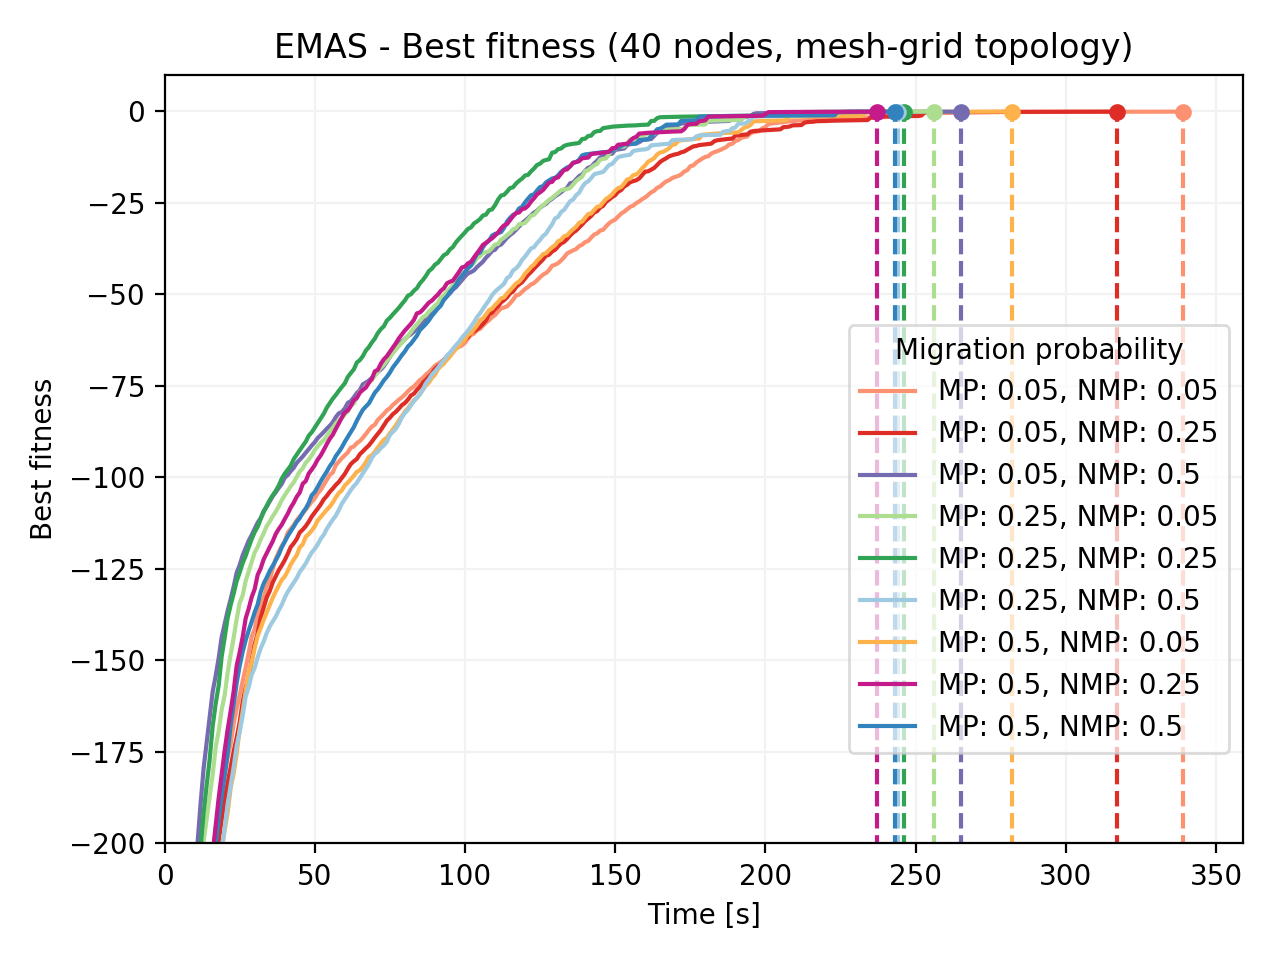 EMAS - Best fitness (40 nodes, mesh-grid topology)
Best fitness
0
−25
−50
−75
−100
−125
−150
−175
−200
Migration probability
MP: 0.05, NMP: 0.05
MP: 0.05, NMP: 0.25
MP: 0.05, NMP: 0.5
MP: 0.25, NMP: 0.05
MP: 0.25, NMP: 0.25
MP: 0.25, NMP: 0.5
MP: 0.5, NMP: 0.05
MP: 0.5, NMP: 0.25
MP: 0.5, NMP: 0.5
0 50 100 150 200 250 300 350
Time [s]